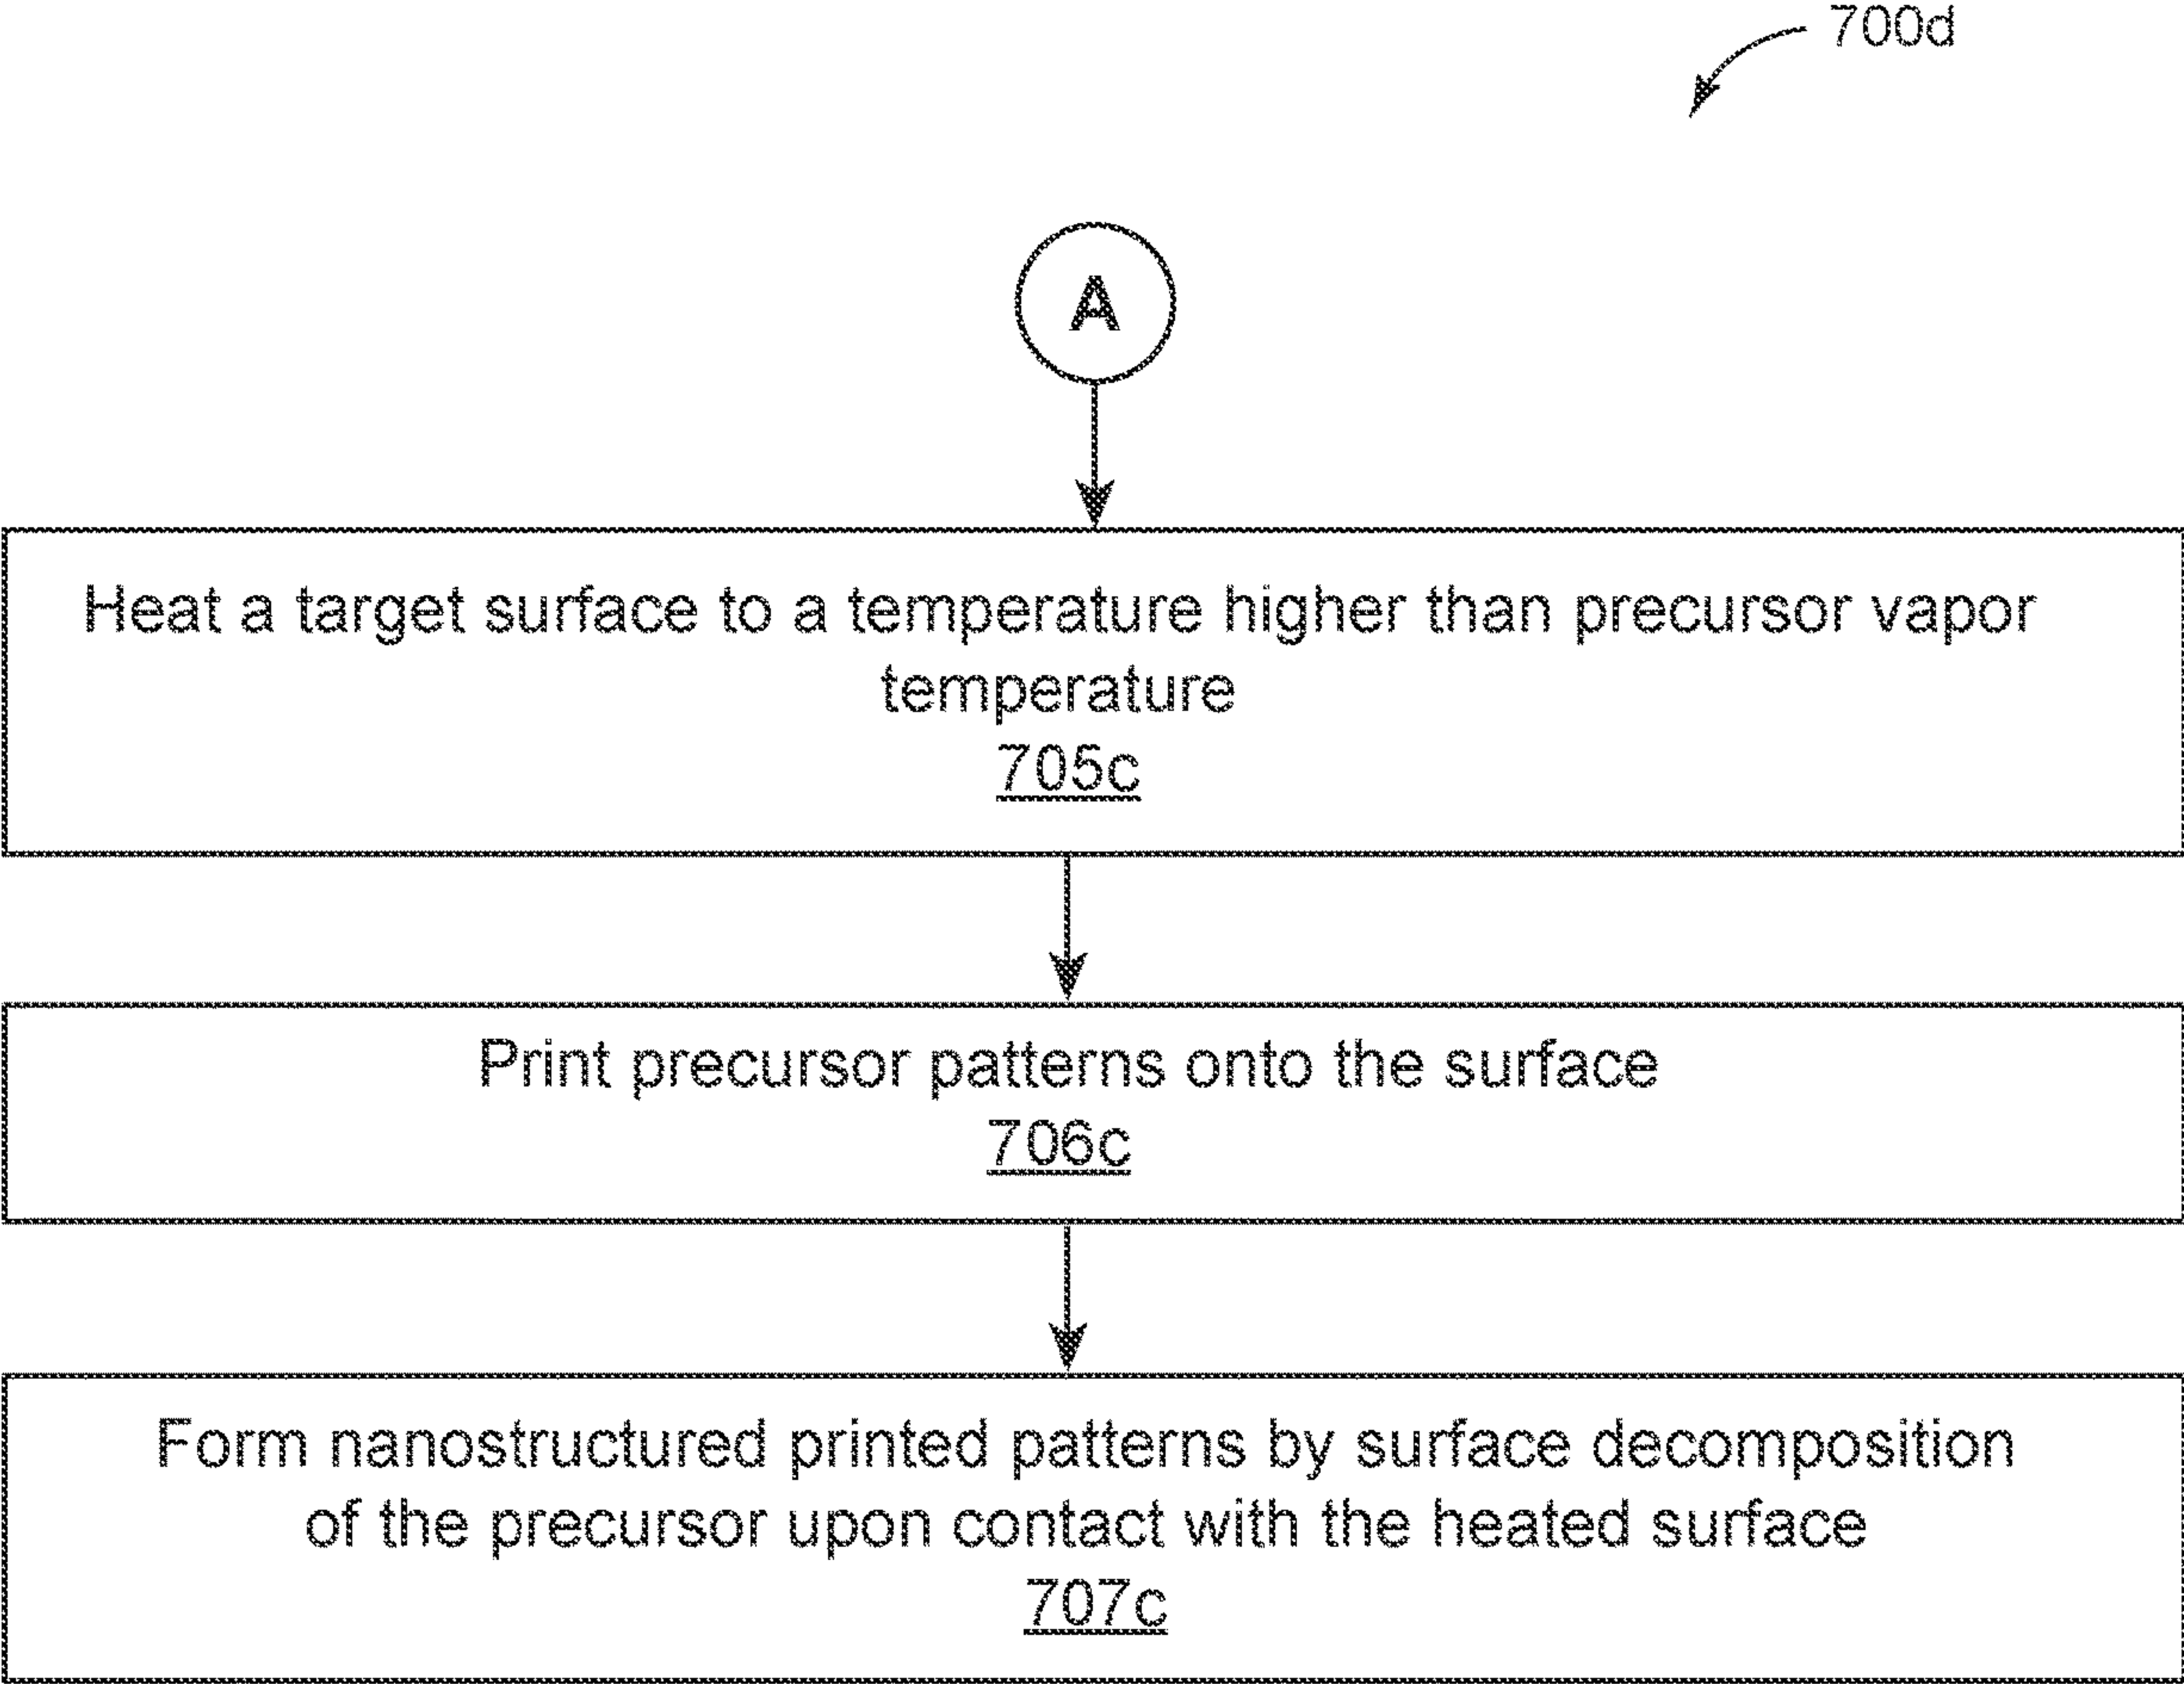 700d
A
Heat a target surface to a temperature higher than precursor vapor
temperature
705c
Print precursor patterns onto the surface
706c
Form nanostructured printed patterns by surface decomposition
of the precursor upon contact with the heated surface
707c